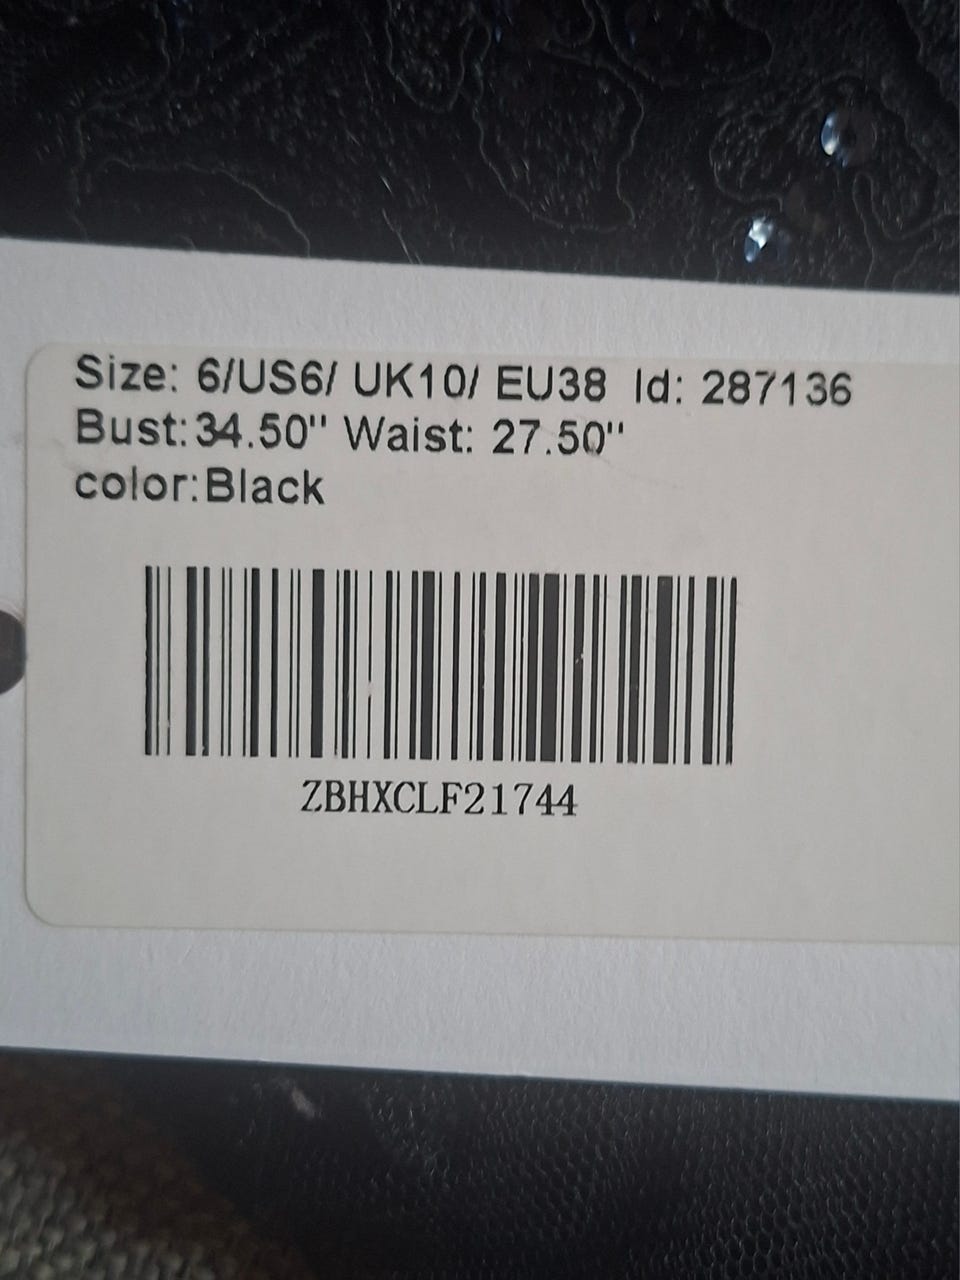 Size: 6/US6/ UK10/ EU38 Id: 287136
Bust:34.50" Waist: 27.50"
color:Black
ZBHXCLF21744